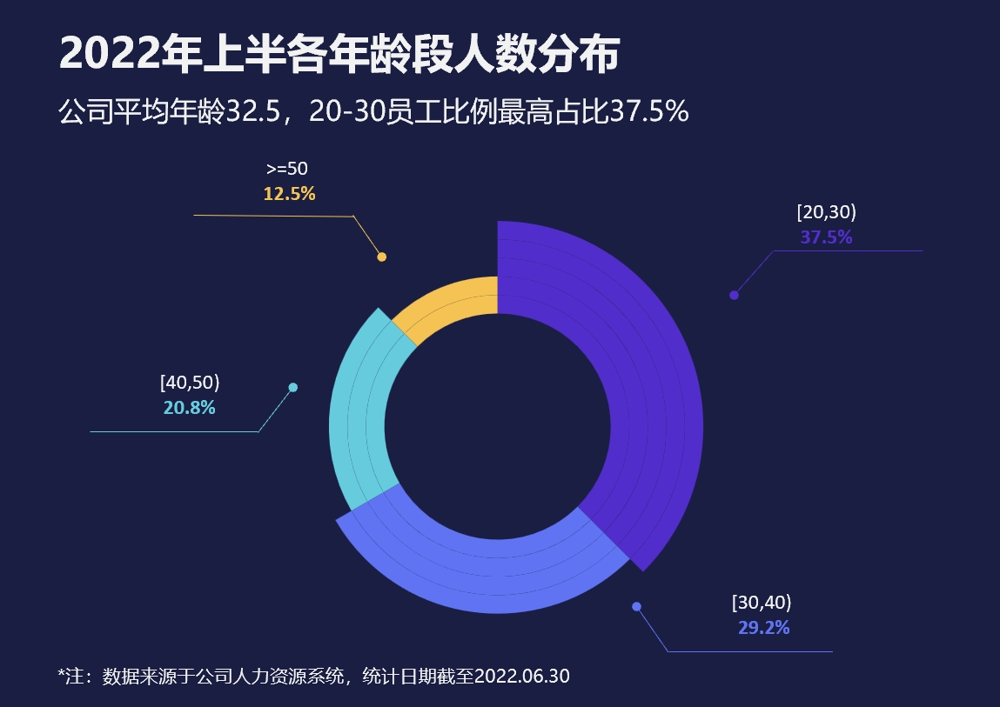 2022年上半各年龄段人数分布
公司平均年龄32.5，20-30员工比例最高占比37.5%
>=50
12.5%
[20,30)
37.5%
[40,50)
20.8%
[30,40)
29.2%
*注：数据来源于公司人力资源系统，统计日期截至2022.06.30